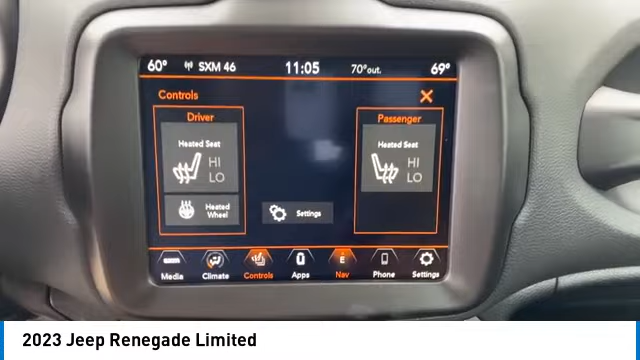 60° SXM 46 11:05 70°out. 69°
Controls
Driver
Passenger
Heated Seat
HI
LO
Heated Seat
HI
LO
Heated
Wheel
Settings
Media Climate Controls Apps E Nav Phone Settings
2023 Jeep Renegade Limited